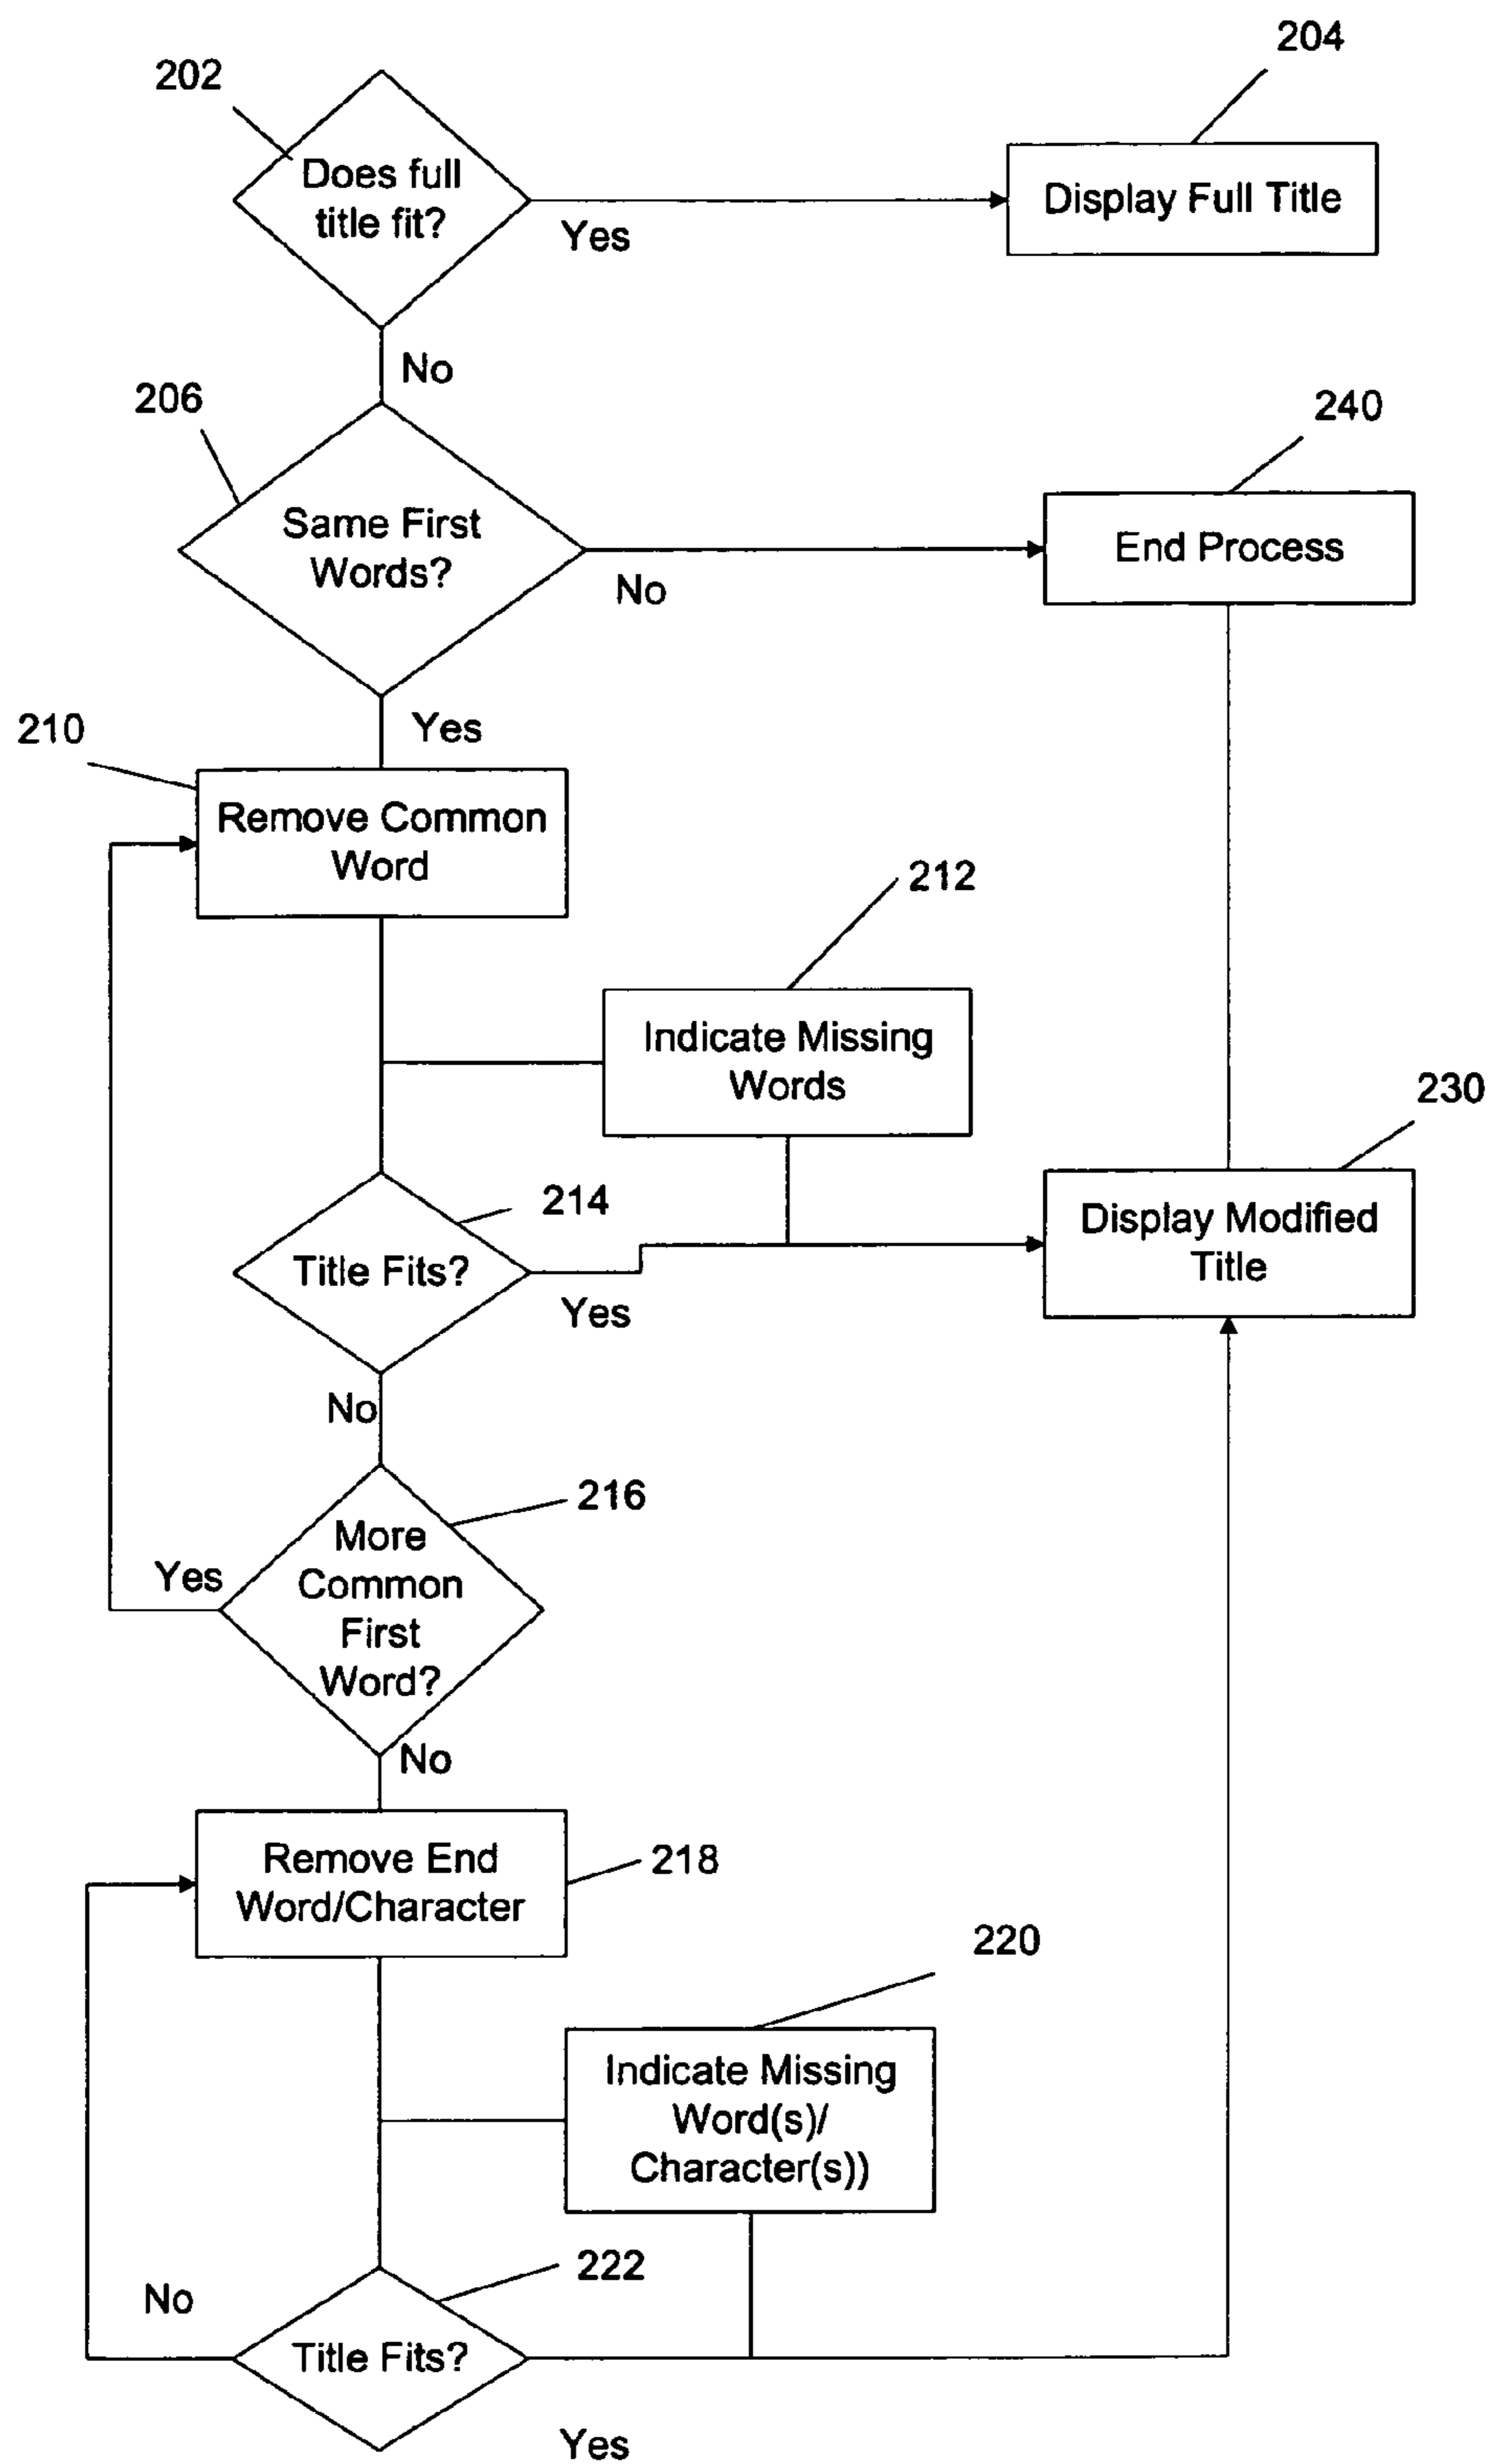 204
202
Does full
title fit?
Yes
Display Full Title
No
206
240
Same First
Words?
No
End Process
Yes
210
Remove Common
Word
212
Indicate Missing
Words
230
214
Display Modified
Title
Title Fits?
Yes
No
216
More
Common
First
Word?
Yes
No
Remove End
Word/Character
218
220
Indicate Missing
Word(s)/
Character(s))
222
No
Title Fits?
Yes